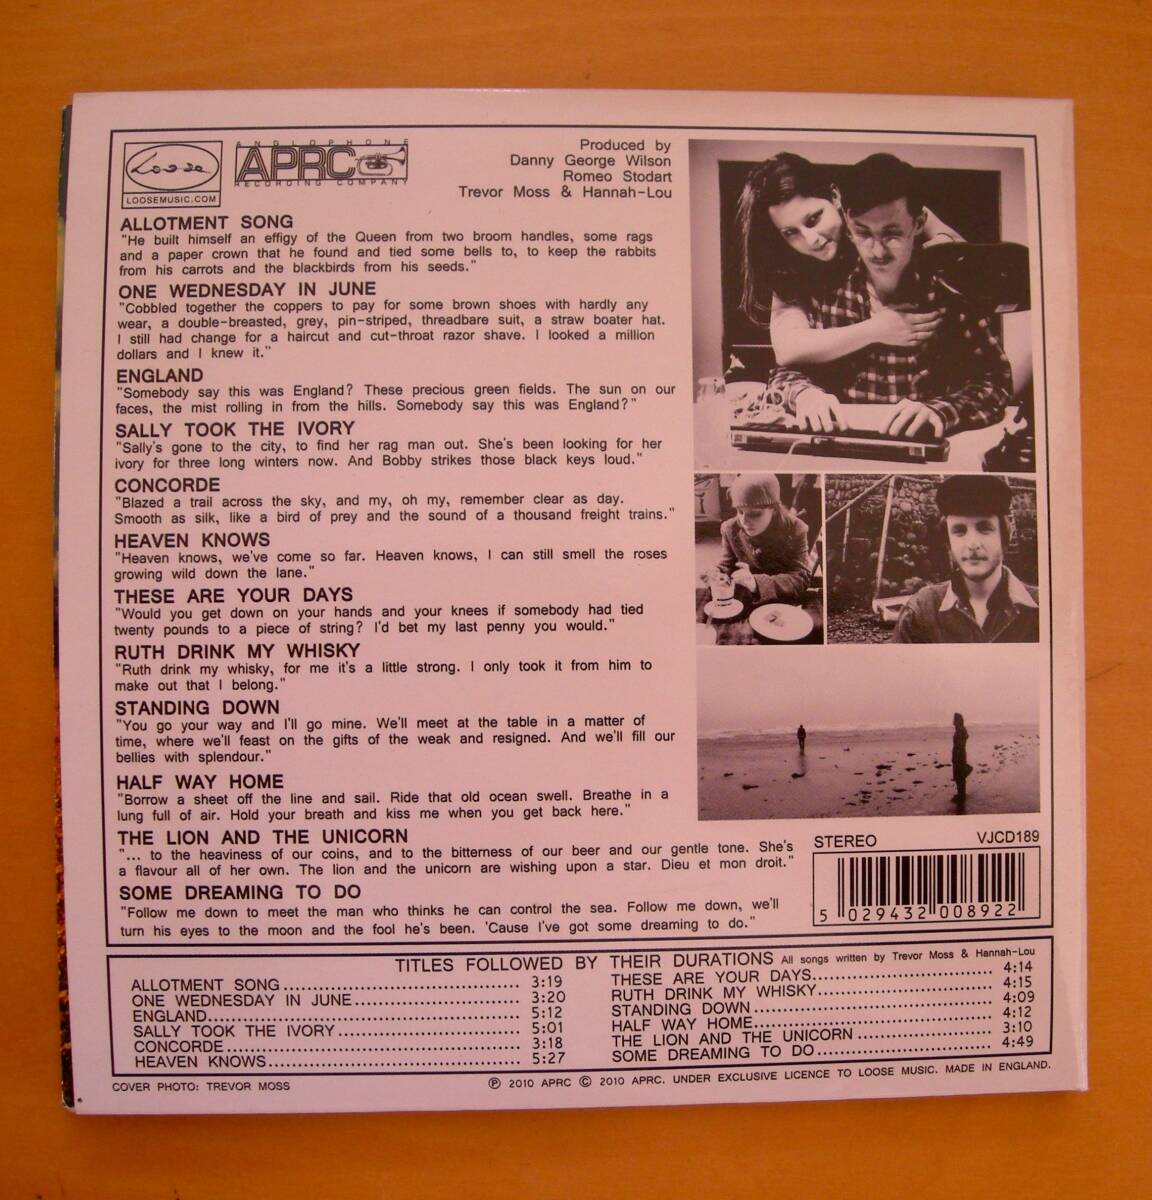 Loose
LOOSEMUSIC.COM
ANGLOPHONE
APRC
RECORDING COMPANY
Produced by
Danny George Wilson
Romeo Stodart
Trevor Moss & Hannah-Lou
ALLOTMENT SONG
"He built himself an effigy of the Queen from two broom handles, some rags
and a paper crown that he found and tied some bells to, to keep the rabbits
from his carrots and the blackbirds from his seeds."
ONE WEDNESDAY IN JUNE
"Cobbled together the coppers to pay for some brown shoes with hardly any
wear, a double-breasted, grey, pin-striped, threadbare suit, a straw boater hat.
I still had change for a haircut and cut-throat razor shave. I looked a million
dollars and I knew it."
ENGLAND
"Somebody say this was England? These precious green fields. The sun on our
faces, the mist rolling in from the hills. Somebody say this was England?"
SALLY TOOK THE IVORY
"Sally's gone to the city, to find her rag man out. She's been looking for her
ivory for three long winters now. And Bobby strikes those black keys loud."
CONCORDE
"Blazed a trail across the sky, and my, oh my, remember clear as day.
Smooth as silk, like a bird of prey and the sound of a thousand freight trains."
HEAVEN KNOWS
"Heaven knows, we've come so far. Heaven knows, I can still smell the roses
growing wild down the lane."
THESE ARE YOUR DAYS
"Would you get down on your hands and your knees if somebody had tied
twenty pounds to a piece of string? I'd bet my last penny you would."
RUTH DRINK MY WHISKY
"Ruth drink my whisky, for me it's a little strong. I only took it from him to
make out that I belong."
STANDING DOWN
"You go your way and I'll go mine. We'll meet at the table in a matter of
time, where we'll feast on the gifts of the weak and resigned. And we'll fill our
bellies with splendour."
HALF WAY HOME
"Borrow a sheet off the line and sail. Ride that old ocean swell. Breathe in a
lung full of air. Hold your breath and kiss me when you get back here."
THE LION AND THE UNICORN
"... to the heaviness of our coins, and to the bitterness of our beer and our gentle tone. She's
a flavour all of her own. The lion and the unicorn are wishing upon a star. Dieu et mon droit."
SOME DREAMING TO DO
"Follow me down to meet the man who thinks he can control the sea. Follow me down, we'll
turn his eyes to the moon and the fool he's been. 'Cause I've got some dreaming to do."
STEREO VJCD189
5 029432 008922
TITLES FOLLOWED BY THEIR DURATIONS All songs written by Trevor Moss & Hannah-Lou
ALLOTMENT SONG 3:19
ONE WEDNESDAY IN JUNE 3:20
ENGLAND 5:12
SALLY TOOK THE IVORY 5:01
CONCORDE 3:18
HEAVEN KNOWS 5:27
THESE ARE YOUR DAYS 4:14
RUTH DRINK MY WHISKY 4:15
STANDING DOWN 4:09
HALF WAY HOME 4:12
THE LION AND THE UNICORN 3:10
SOME DREAMING TO DO 4:49
COVER PHOTO: TREVOR MOSS
℗ 2010 APRC © 2010 APRC. UNDER EXCLUSIVE LICENCE TO LOOSE MUSIC. MADE IN ENGLAND.